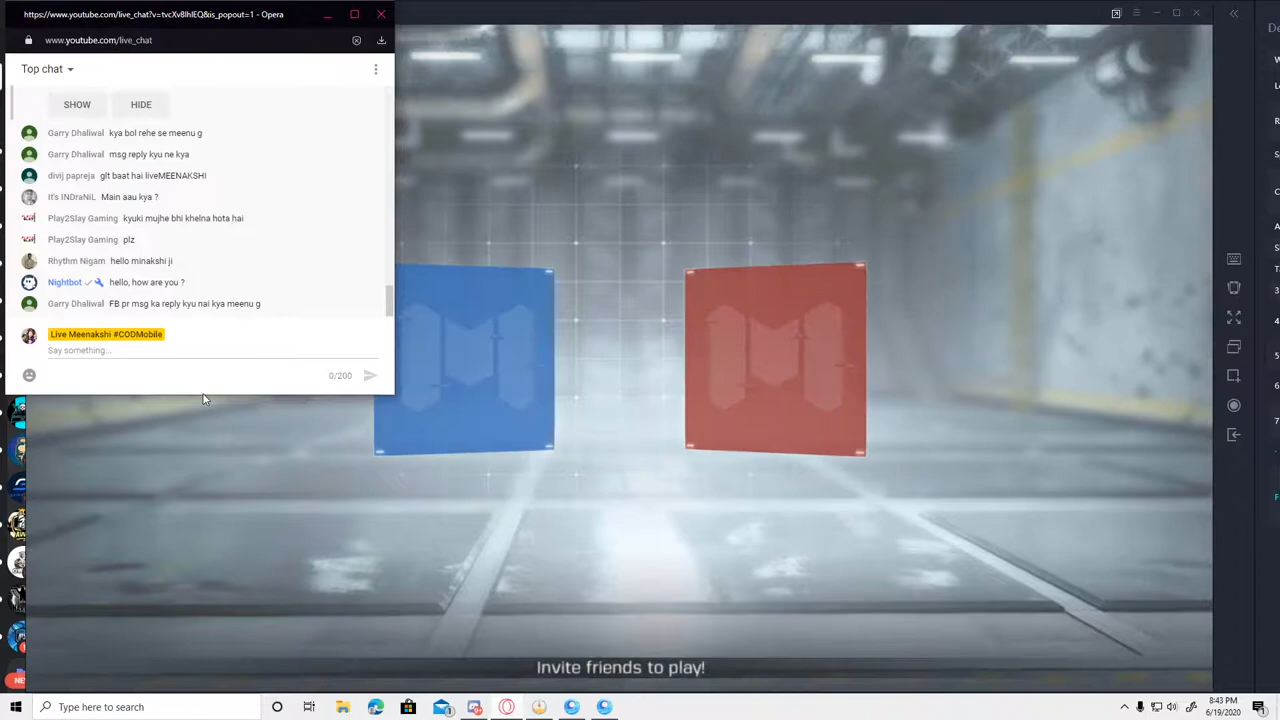 https://www.youtube.com/live_chat?v=tvcXv8lhlEQ&is_popout=1 - Opera
www.youtube.com/live_chat
Top chat
SHOW HIDE
Garry Dhaliwal kya bol rehe se meenu g
Garry Dhaliwal msg reply kyu ne kya
divij papreja glt baat hai liveMEENAKSHI
It's INDraNiL Main aau kya ?
Play2Slay Gaming kyuki mujhe bhi khelna hota hai
Play2Slay Gaming plz
Rhythm Nigam hello minakshi ji
Nightbot hello, how are you ?
Garry Dhaliwal FB pr msg ka reply kyu nai kya meenu g
Live Meenakshi #CODMobile
Say something...
0/200
Invite friends to play!
Type here to search
8:43 PM
6/19/2020